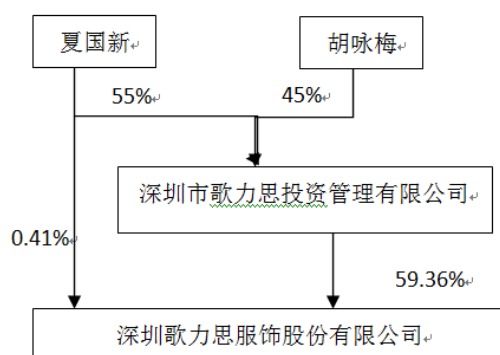 夏国新
胡咏梅
55%
45%
深圳市歌力思投资管理有限公司
0.41%
59.36%
深圳歌力思服饰股份有限公司